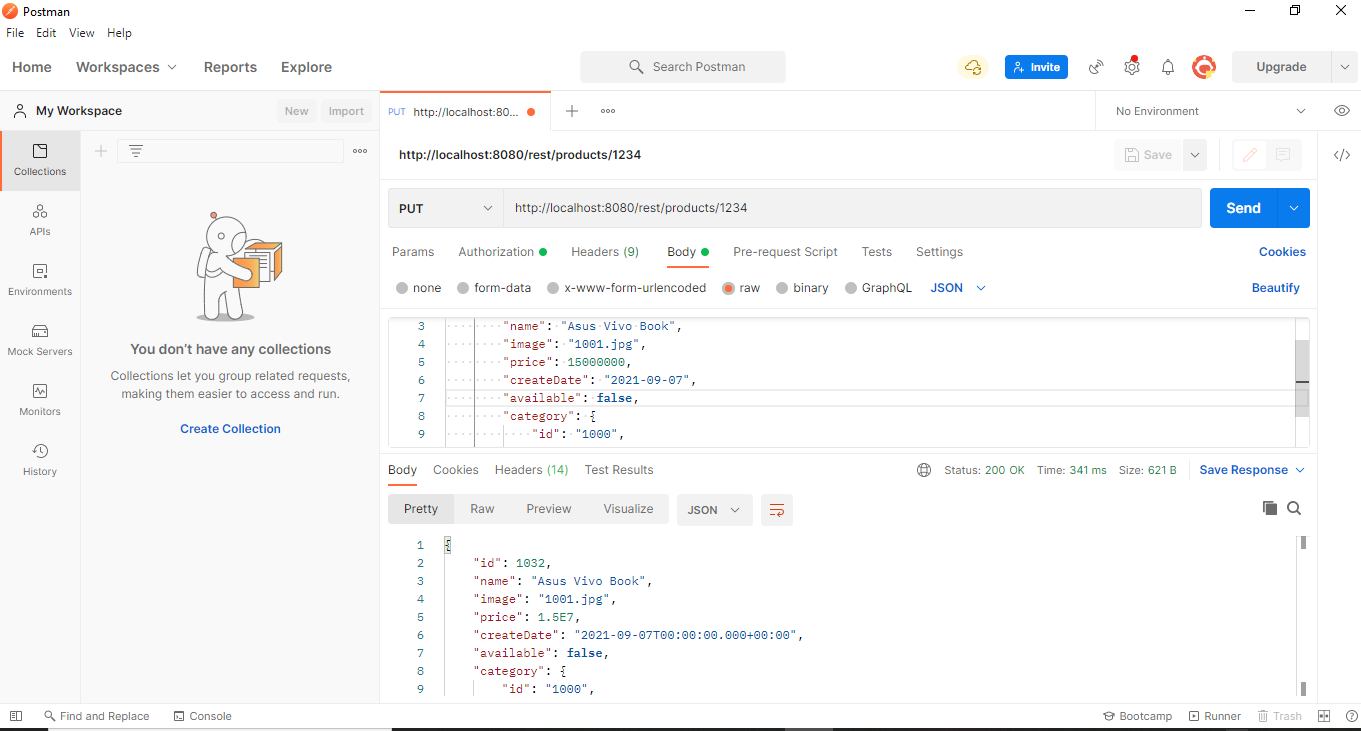 Postman
File Edit View Help
Home Workspaces Reports Explore Search Postman Invite Upgrade
My Workspace New Import PUT http://localhost:80... No Environment
Collections
APIs
Environments
Mock Servers
Monitors
History
You don't have any collections
Collections let you group related requests,
making them easier to access and run.
Create Collection
http://localhost:8080/rest/products/1234 Save
PUT http://localhost:8080/rest/products/1234 Send
Params Authorization Headers (9) Body Pre-request Script Tests Settings Cookies
none form-data x-www-form-urlencoded raw binary GraphQL JSON Beautify
3 "name": "Asus Vivo Book",
4 "image": "1001.jpg",
5 "price": 15000000,
6 "createDate": "2021-09-07",
7 "available": false,
8 "category": {
9 "id": "1000",
Body Cookies Headers (14) Test Results Status: 200 OK Time: 341 ms Size: 621 B Save Response
Pretty Raw Preview Visualize JSON
1 {
2 "id": 1032,
3 "name": "Asus Vivo Book",
4 "image": "1001.jpg",
5 "price": 1.5E7,
6 "createDate": "2021-09-07T00:00:00.000+00:00",
7 "available": false,
8 "category": {
9 "id": "1000",
Find and Replace Console Bootcamp Runner Trash